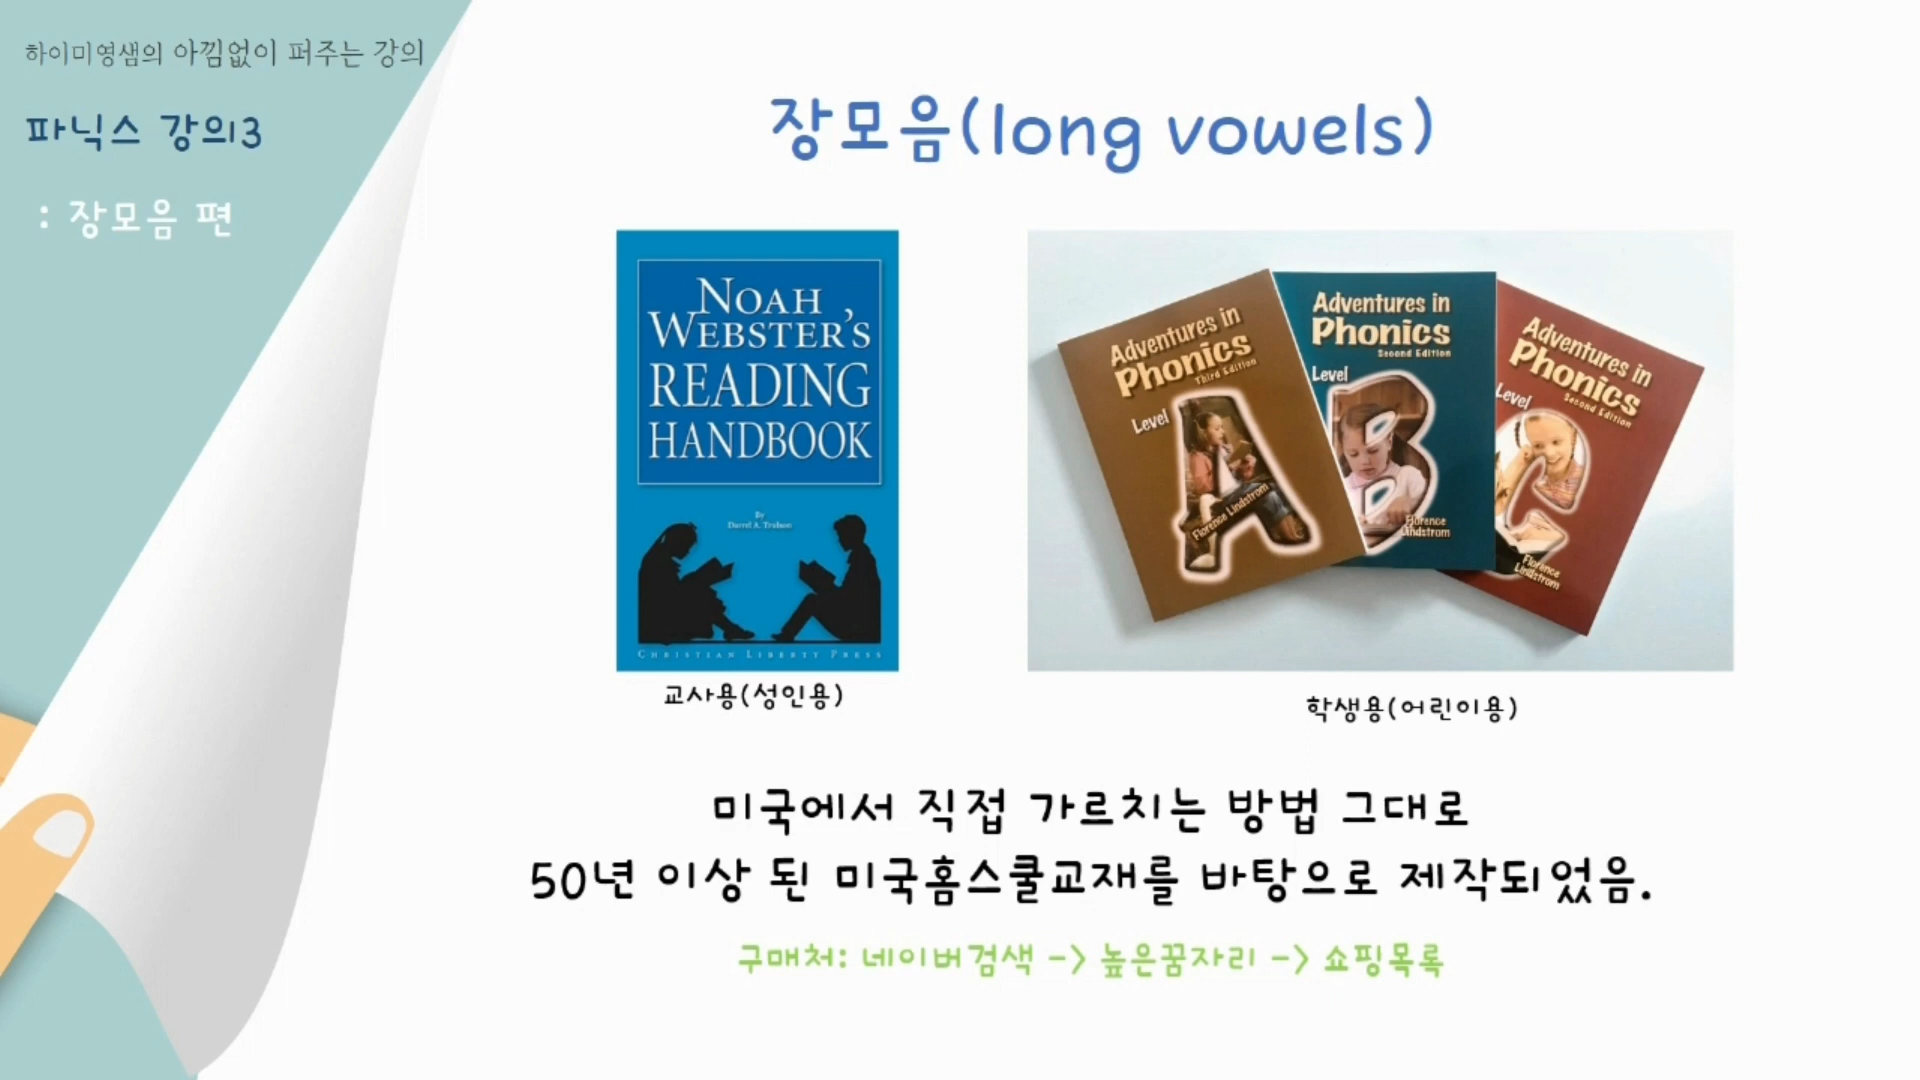 하이미영샘의 아낌없이 퍼주는 강의
파닉스 강의3
: 장모음 편
장모음(long vowels)
NOAH
WEBSTER'S
READING
HANDBOOK
By
Darrel A. Trulson
CHRISTIAN LIBERTY PRESS
교사용(성인용)
Adventures in
Phonics
Third Edition
Level
A
Florence Lindstrom
Adventures in
Phonics
Second Edition
Level
B
Florence
Lindstrom
Adventures in
Phonics
Second Edition
Level
C
Florence
Lindstrom
학생용(어린이용)
미국에서 직접 가르치는 방법 그대로
50년 이상 된 미국홈스쿨교재를 바탕으로 제작되었음.
구매처: 네이버검색 -> 높은꿈자리 -> 쇼핑목록